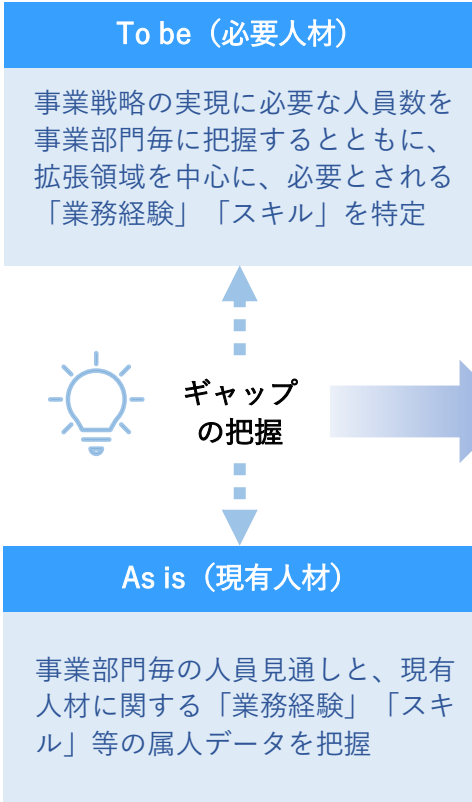 To be（必要人材）
事業戦略の実現に必要な人員数を
事業部門毎に把握するとともに、
拡張領域を中心に、必要とされる
「業務経験」「スキル」を特定
ギャップ
の把握
As is（現有人材）
事業部門毎の人員見通しと、現有
人材に関する「業務経験」「スキ
ル」等の属人データを把握